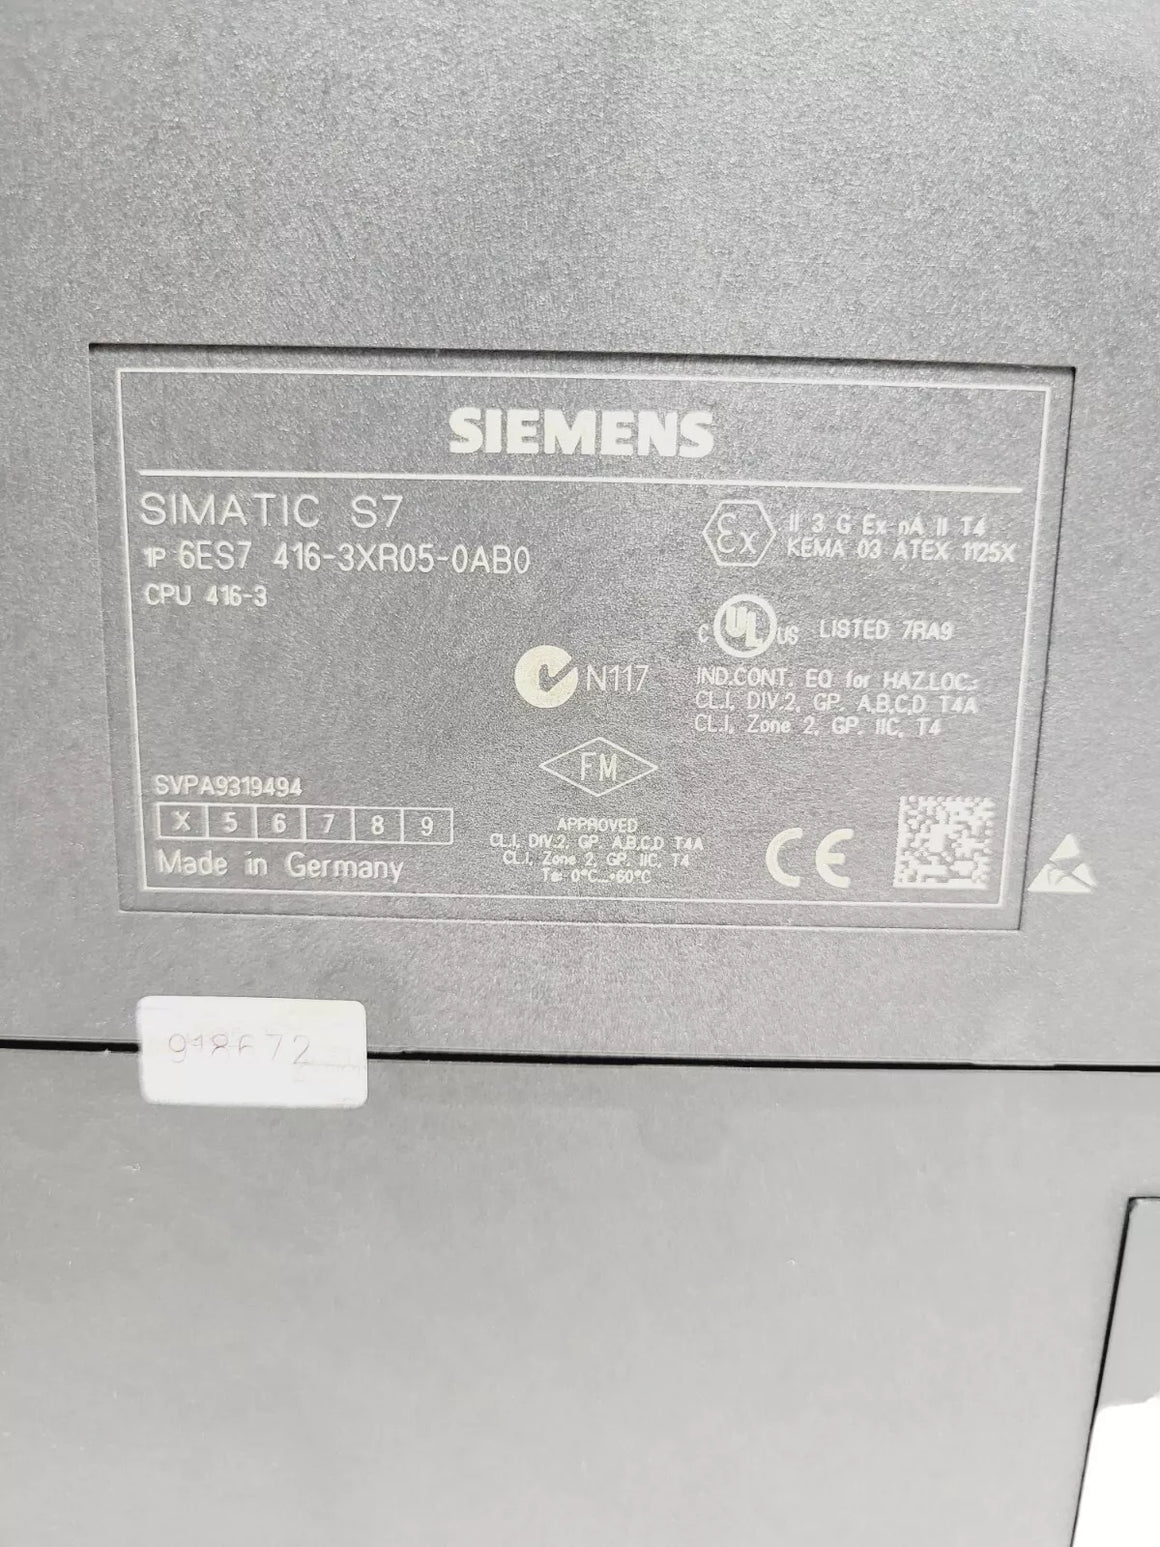 SIEMENS
SIMATIC S7
1P 6ES7 416-3XR05-0AB0
CPU 416-3
Ex II 3 G Ex nA II T4
KEMA 03 ATEX 1125X
C UL US LISTED 7RA9
IND.CONT. EQ. for HAZ.LOC.:
CL.I, DIV.2, GP. A.B.C.D T4A
CL.I, Zone 2, GP. IIC, T4
N117
FM
APPROVED
CL.I, DIV.2, GP. A.B.C.D T4A
CL.I, Zone 2, GP. IIC, T4
Ta: 0°C...+60°C
SVPA9319494
X 5 6 7 8 9
Made in Germany
CE
918672